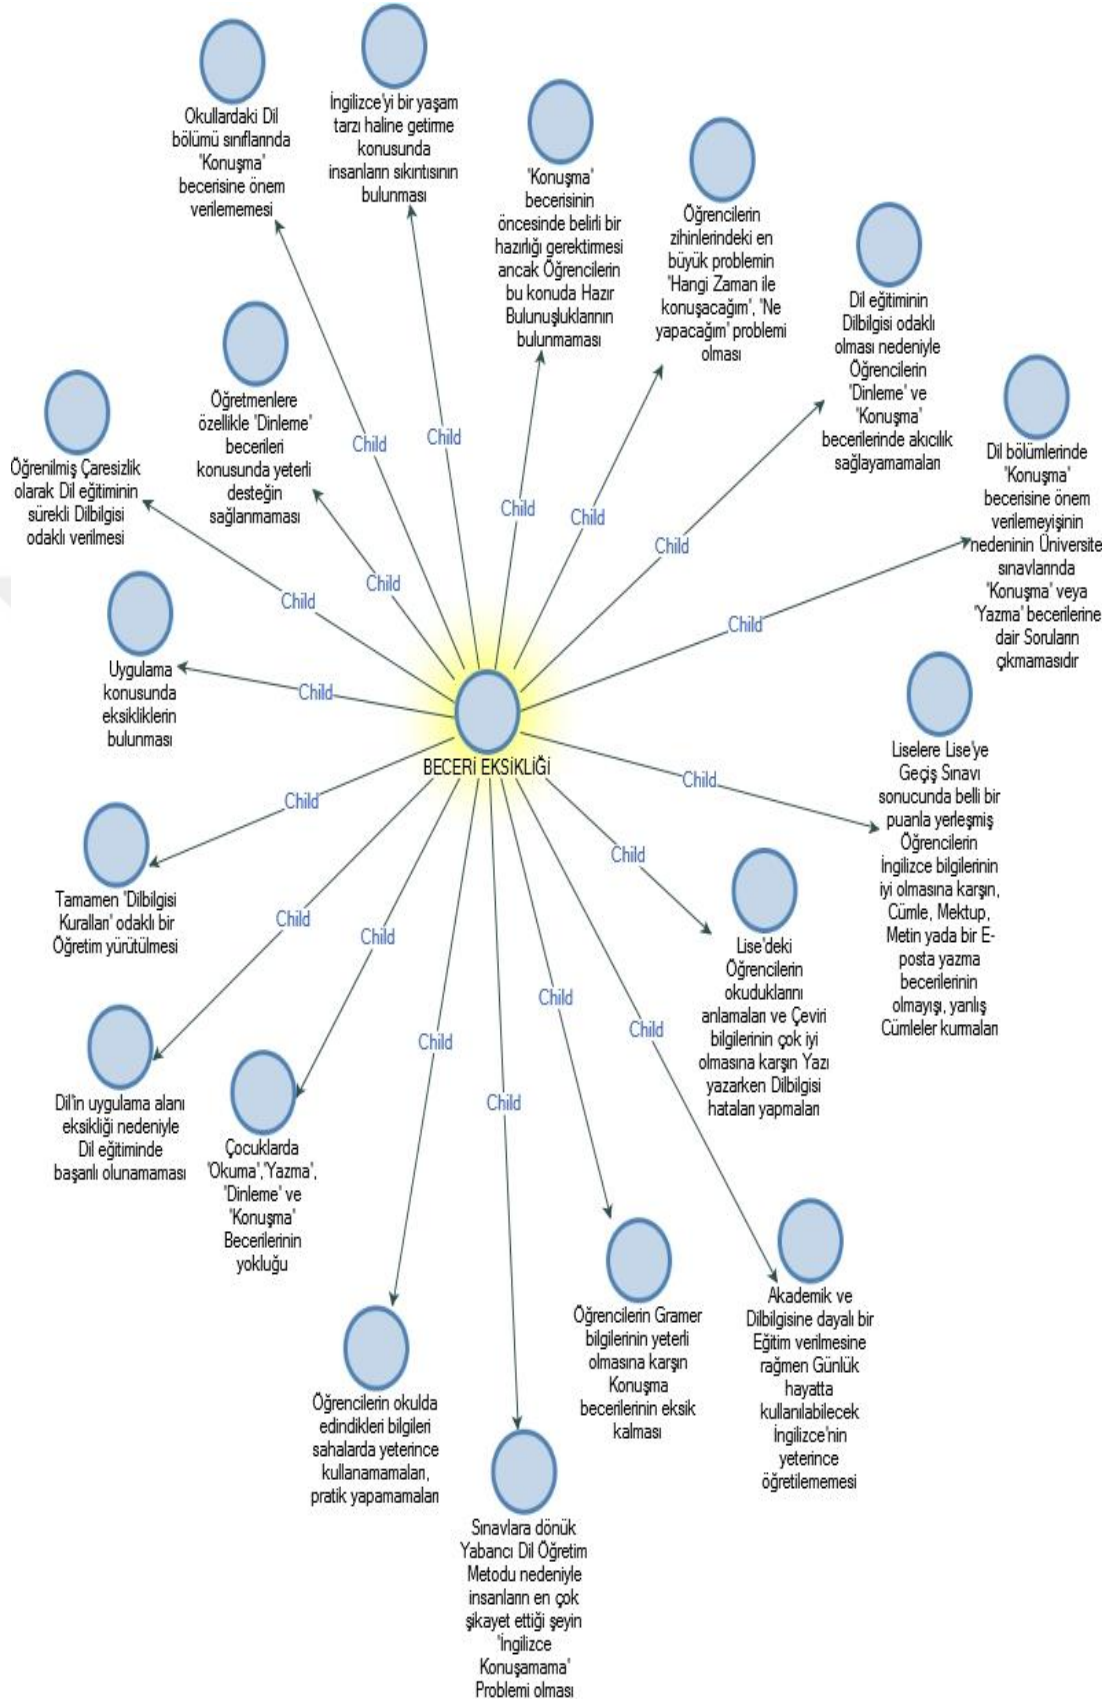 Okullardaki Dil
bölümü sınıflarında
'Konuşma'
becerisine önem
verilememesi
İngilizce'yi bir yaşam
tarzı haline getirme
konusunda
insanların sıkıntısının
bulunması
'Konuşma'
becerisinin
öncesinde belirli bir
hazırlığı gerektirmesi
ancak Öğrencilerin
bu konuda Hazır
Bulunuşluklarının
bulunmaması
Öğrencilerin
zihinlerindeki en
büyük problemin
'Hangi Zaman ile
konuşacağım', 'Ne
yapacağım' problemi
olması
Dil eğitiminin
Dilbilgisi odaklı
olması nedeniyle
Öğrencilerin
'Dinleme' ve
'Konuşma'
becerilerinde akıcılık
sağlayamamaları
Dil bölümlerinde
'Konuşma'
becerisine önem
verilemeyişinin
nedeninin Üniversite
sınavlarında
'Konuşma' veya
'Yazma' becerilerine
dair Soruların
çıkmamasıdır
Öğretmenlere
özellikle 'Dinleme'
becerileri
konusunda yeterli
desteğin
sağlanmaması
Öğrenilmiş Çaresizlik
olarak Dil eğitiminin
sürekli Dilbilgisi
odaklı verilmesi
Uygulama
konusunda
eksikliklerin
bulunması
Child
Child
Child
Child
Child
Child
Child
Child
Child
BECERİ EKSİKLİĞİ
Child
Child
Child
Child
Child
Child
Child
Child
Child
Liselere Lise'ye
Geçiş Sınavı
sonucunda belli bir
puanla yerleşmiş
Öğrencilerin
İngilizce bilgilerinin
iyi olmasına karşın,
Cümle, Mektup,
Metin yada bir E-
posta yazma
becerilerinin
olmayışı, yanlış
Cümleler kurmaları
Tamamen 'Dilbilgisi
Kuralları' odaklı bir
Öğretim yürütülmesi
Lise'deki
Öğrencilerin
okuduklarını
anlamaları ve Çeviri
bilgilerinin çok iyi
olmasına karşın Yazı
yazarken Dilbilgisi
hataları yapmaları
Dil'in uygulama alanı
eksikliği nedeniyle
Dil eğitiminde
başarılı olunamaması
Çocuklarda
'Okuma','Yazma',
'Dinleme' ve
'Konuşma'
Becerilerinin
yokluğu
Öğrencilerin okulda
edindikleri bilgileri
sahalarda yeterince
kullanamamaları,
pratik yapamamaları
Sınavlara dönük
Yabancı Dil Öğretim
Metodu nedeniyle
insanların en çok
şikayet ettiği şeyin
'İngilizce
Konuşamama'
Problemi olması
Öğrencilerin Gramer
bilgilerinin yeterli
olmasına karşın
Konuşma
becerilerinin eksik
kalması
Akademik ve
Dilbilgisine dayalı bir
Eğitim verilmesine
rağmen Günlük
hayatta
kullanılabilecek
İngilizce'nin
yeterince
öğretilememesi